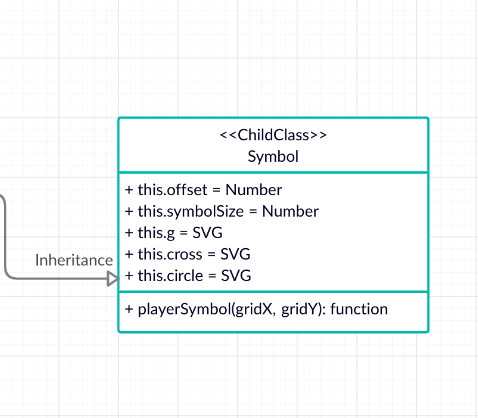 <<ChildClass>>
Symbol
+ this.offset = Number
+ this.symbolSize = Number
+ this.g = SVG
+ this.cross = SVG
Inheritance
+ this.circle = SVG
+ playerSymbol(gridX, gridY): function